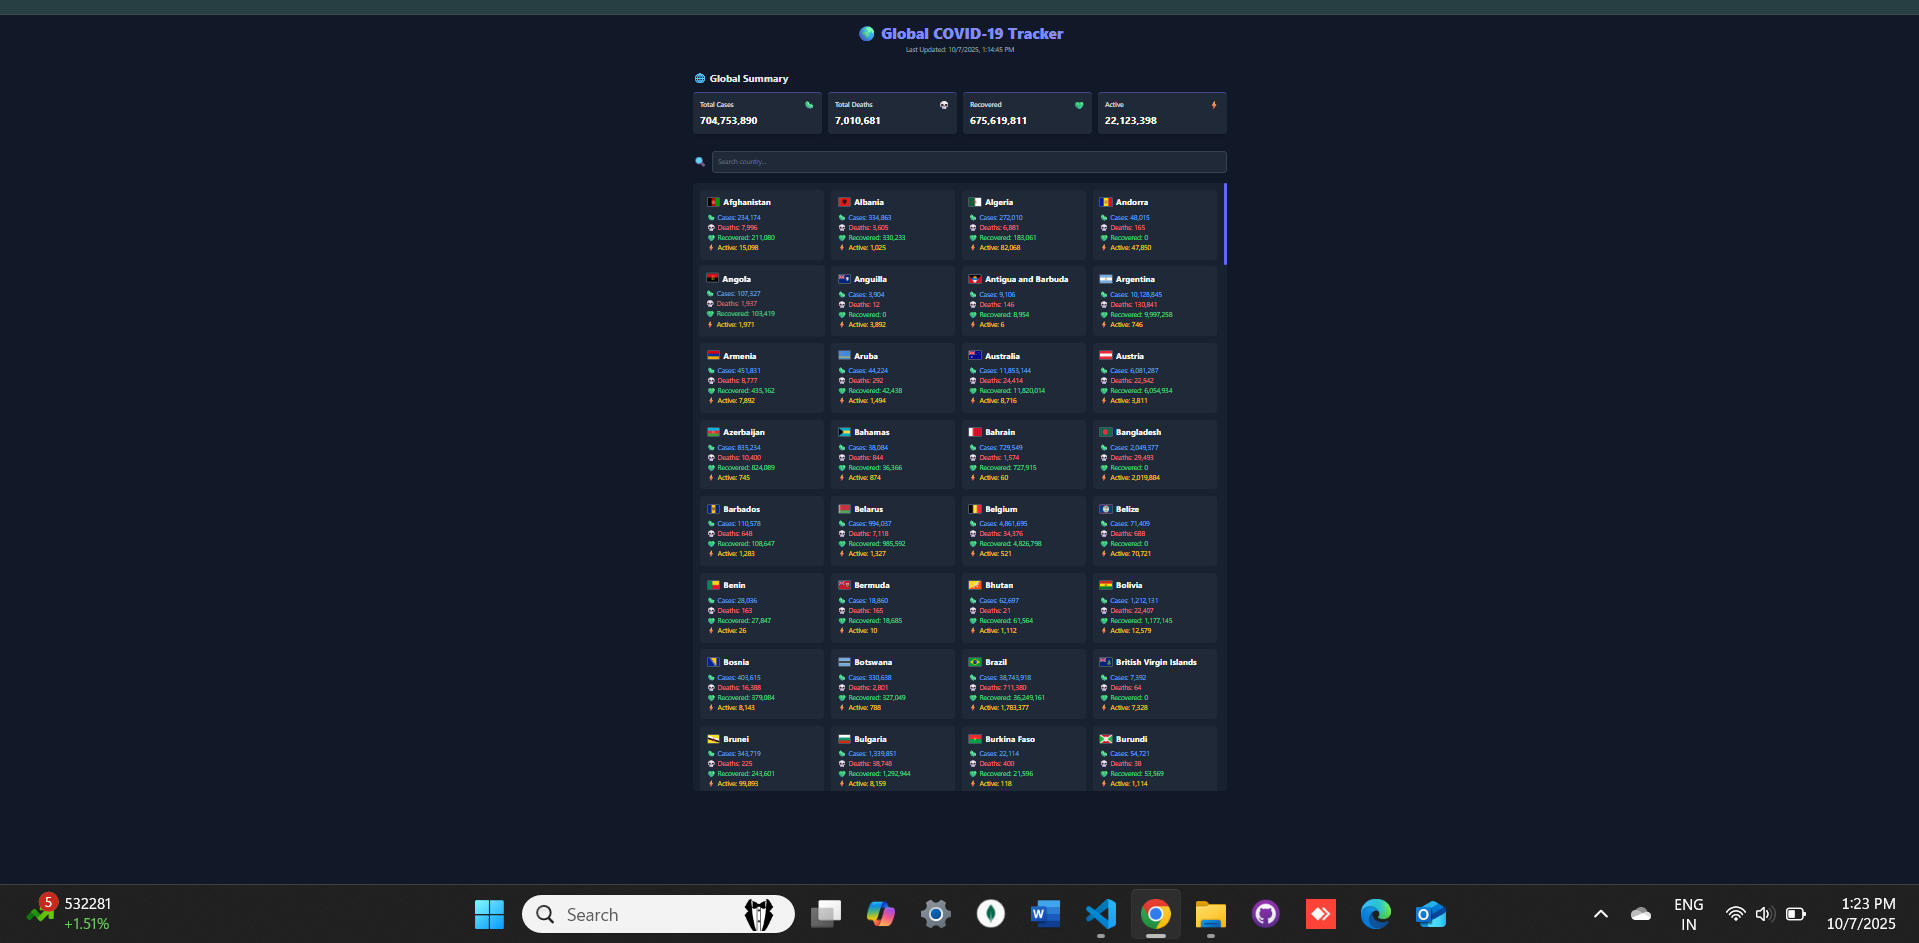 Global COVID-19 Tracker
Last Updated: 10/7/2025, 1:14:45 PM
Global Summary
Total Cases
704,753,890
Total Deaths
7,010,681
Recovered
675,619,811
Active
22,123,398
Search country...
Afghanistan
Cases: 234,174
Deaths: 7,996
Recovered: 211,080
Active: 15,098
Albania
Cases: 334,863
Deaths: 3,605
Recovered: 330,233
Active: 1,025
Algeria
Cases: 272,010
Deaths: 6,881
Recovered: 183,061
Active: 82,068
Andorra
Cases: 48,015
Deaths: 165
Recovered: 0
Active: 47,850
Angola
Cases: 107,327
Deaths: 1,937
Recovered: 103,419
Active: 1,971
Anguilla
Cases: 3,904
Deaths: 12
Recovered: 0
Active: 3,892
Antigua and Barbuda
Cases: 9,106
Deaths: 146
Recovered: 8,954
Active: 6
Argentina
Cases: 10,128,845
Deaths: 130,841
Recovered: 9,997,258
Active: 746
Armenia
Cases: 451,831
Deaths: 8,777
Recovered: 435,162
Active: 7,892
Aruba
Cases: 44,224
Deaths: 292
Recovered: 42,438
Active: 1,494
Australia
Cases: 11,853,144
Deaths: 24,414
Recovered: 11,820,014
Active: 8,716
Austria
Cases: 6,081,287
Deaths: 22,542
Recovered: 6,054,934
Active: 3,811
Azerbaijan
Cases: 835,234
Deaths: 10,400
Recovered: 824,089
Active: 745
Bahamas
Cases: 38,084
Deaths: 844
Recovered: 36,366
Active: 874
Bahrain
Cases: 729,549
Deaths: 1,574
Recovered: 727,915
Active: 60
Bangladesh
Cases: 2,049,377
Deaths: 29,493
Recovered: 0
Active: 2,019,884
Barbados
Cases: 110,578
Deaths: 648
Recovered: 108,647
Active: 1,283
Belarus
Cases: 994,037
Deaths: 7,118
Recovered: 985,592
Active: 1,327
Belgium
Cases: 4,861,695
Deaths: 34,376
Recovered: 4,826,798
Active: 521
Belize
Cases: 71,409
Deaths: 688
Recovered: 0
Active: 70,721
Benin
Cases: 28,036
Deaths: 163
Recovered: 27,847
Active: 26
Bermuda
Cases: 18,860
Deaths: 165
Recovered: 18,685
Active: 10
Bhutan
Cases: 62,697
Deaths: 21
Recovered: 61,564
Active: 1,112
Bolivia
Cases: 1,212,131
Deaths: 22,407
Recovered: 1,177,145
Active: 12,579
Bosnia
Cases: 403,615
Deaths: 16,388
Recovered: 379,084
Active: 8,143
Botswana
Cases: 330,638
Deaths: 2,801
Recovered: 327,049
Active: 788
Brazil
Cases: 38,743,918
Deaths: 711,380
Recovered: 36,249,161
Active: 1,783,377
British Virgin Islands
Cases: 7,392
Deaths: 64
Recovered: 0
Active: 7,328
Brunei
Cases: 343,719
Deaths: 225
Recovered: 243,601
Active: 99,893
Bulgaria
Cases: 1,339,851
Deaths: 38,748
Recovered: 1,292,944
Active: 8,159
Burkina Faso
Cases: 22,114
Deaths: 400
Recovered: 21,596
Active: 118
Burundi
Cases: 54,721
Deaths: 38
Recovered: 53,569
Active: 1,114
5
532281
+1.51%
Search
ENG
IN
1:23 PM
10/7/2025